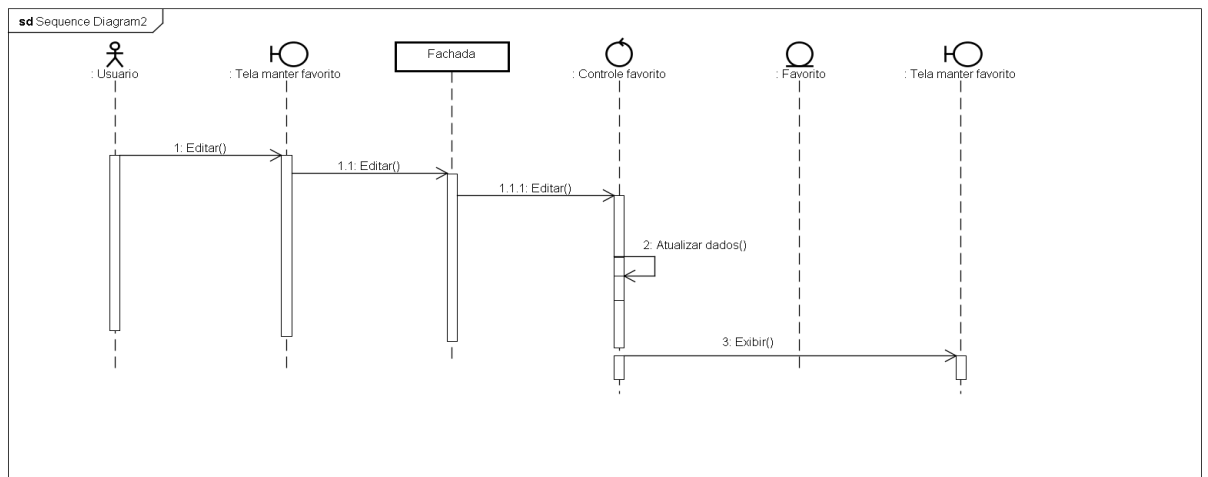 sd Sequence Diagram2
: Usuario
: Tela manter favorito
Fachada
: Controle favorito
: Favorito
: Tela manter favorito
1: Editar()
1.1: Editar()
1.1.1: Editar()
2: Atualizar dados()
3: Exibir()